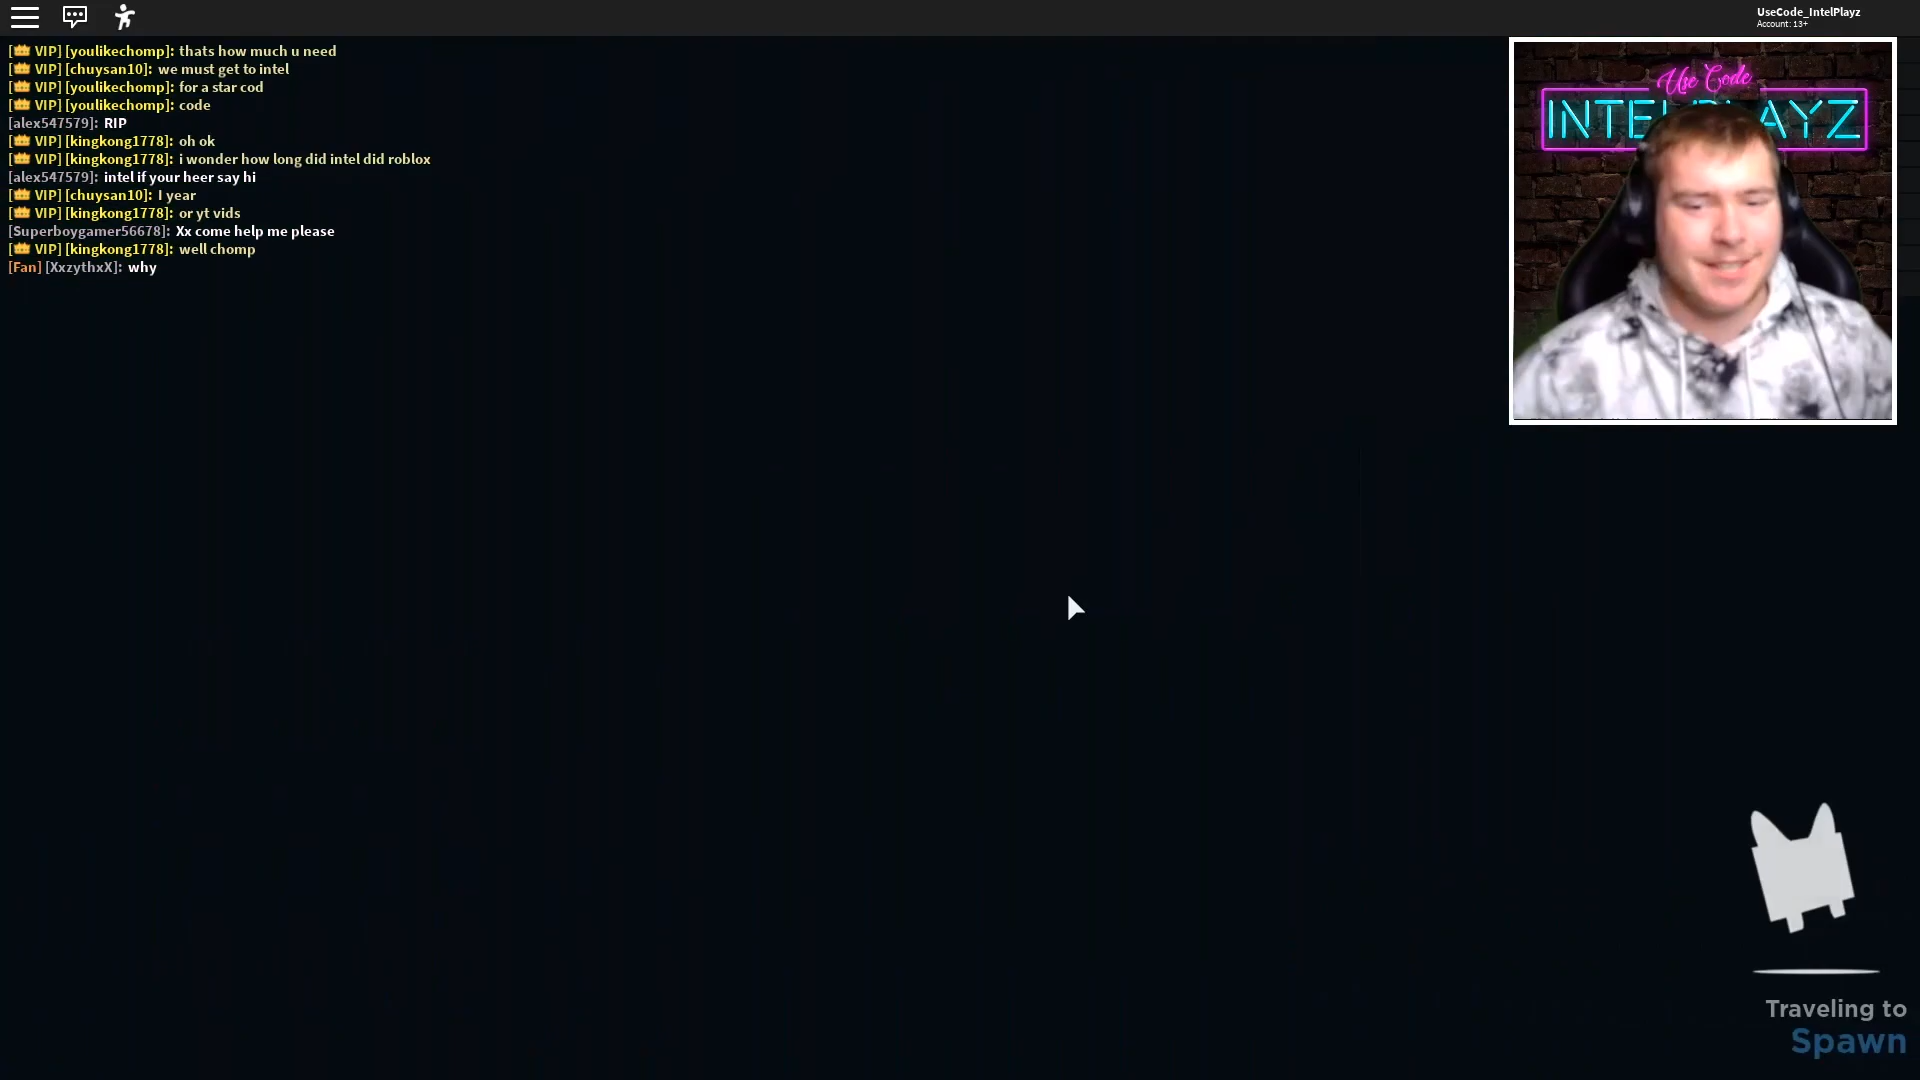 UseCode_IntelPlayz
Account: 13+
[VIP] [youlikechomp]: thats how much u need
[VIP] [chuysan10]: we must get to intel
[VIP] [youlikechomp]: for a star cod
[VIP] [youlikechomp]: code
[alex547579]: RIP
[VIP] [kingkong1778]: oh ok
[VIP] [kingkong1778]: i wonder how long did intel did roblox
[alex547579]: intel if your heer say hi
[VIP] [chuysan10]: I year
[VIP] [kingkong1778]: or yt vids
[Superboygamer56678]: Xx come help me please
[VIP] [kingkong1778]: well chomp
[Fan] [XxzythxX]: why
Use Code
Traveling to
Spawn